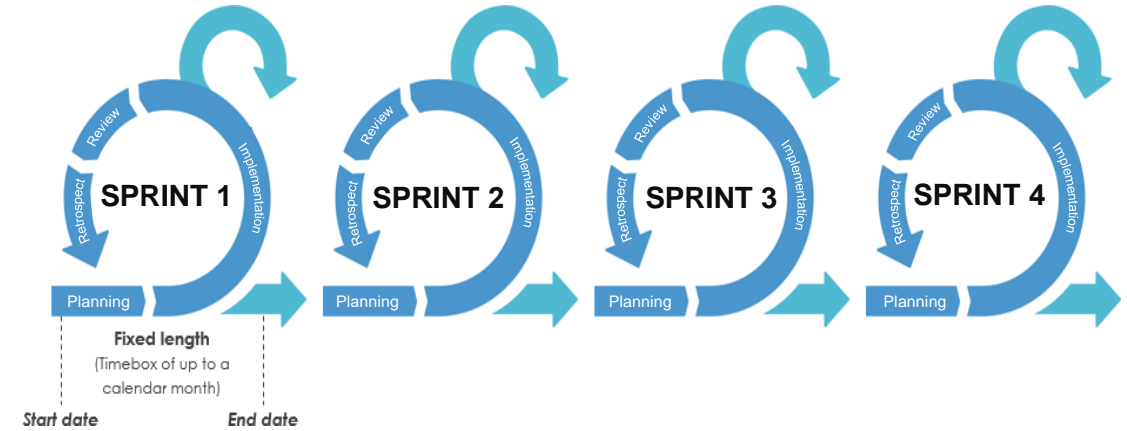 SPRINT 1
Planning
Implementation
Review
Retrospect
SPRINT 2
Planning
Implementation
Review
Retrospect
SPRINT 3
Planning
Implementation
Review
Retrospect
SPRINT 4
Planning
Implementation
Review
Retrospect
Fixed length
(Timebox of up to a
calendar month)
Start date
End date